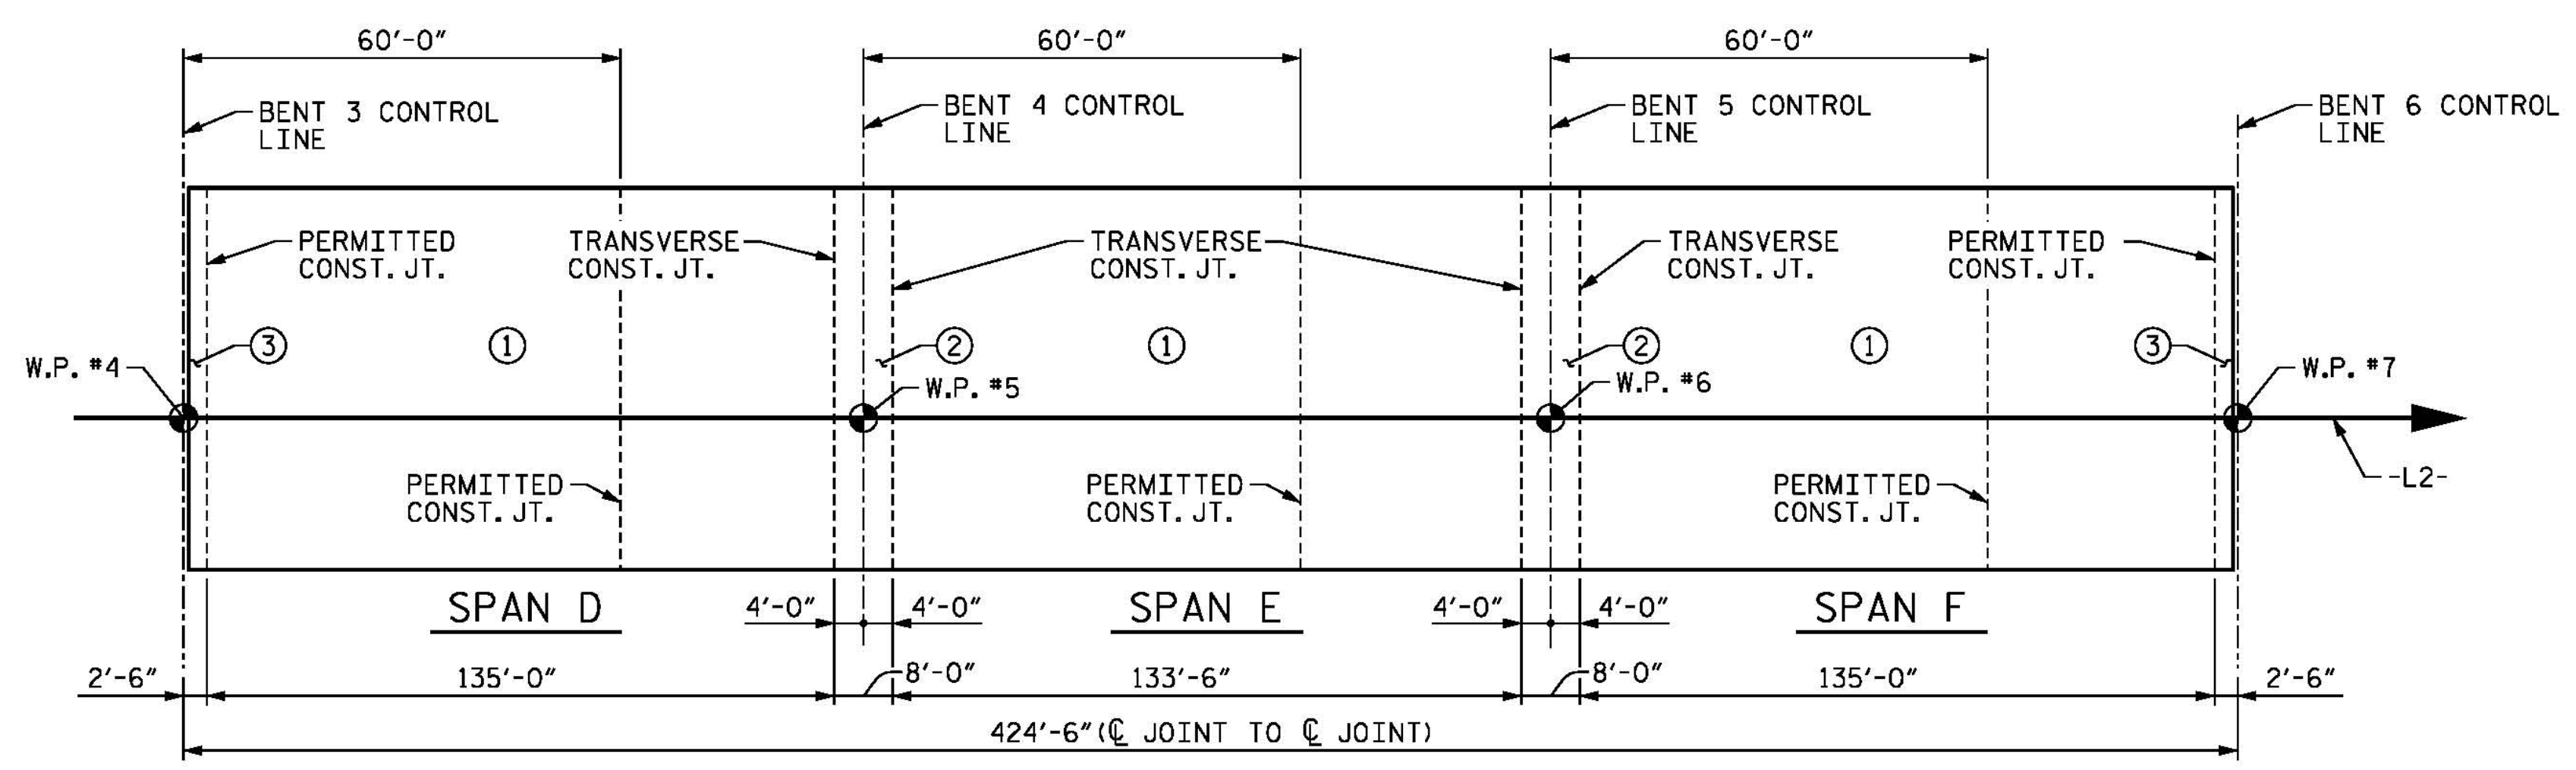 60'-0" 60'-0" 60'-0"
BENT 3 CONTROL
LINE
BENT 4 CONTROL
LINE
BENT 5 CONTROL
LINE
BENT 6 CONTROL
LINE
PERMITTED
CONST. JT.
TRANSVERSE
CONST. JT.
TRANSVERSE
CONST. JT.
TRANSVERSE
CONST. JT.
PERMITTED
CONST. JT.
3 1 2 1 2 1 3
W.P. #4
W.P. #5
W.P. #6
W.P. #7
-L2-
PERMITTED
CONST. JT.
PERMITTED
CONST. JT.
PERMITTED
CONST. JT.
SPAN D 4'-0" 4'-0" SPAN E 4'-0" 4'-0" SPAN F
2'-6" 135'-0" 8'-0" 133'-6" 8'-0" 135'-0" 2'-6"
424'-6"(℄ JOINT TO ℄ JOINT)